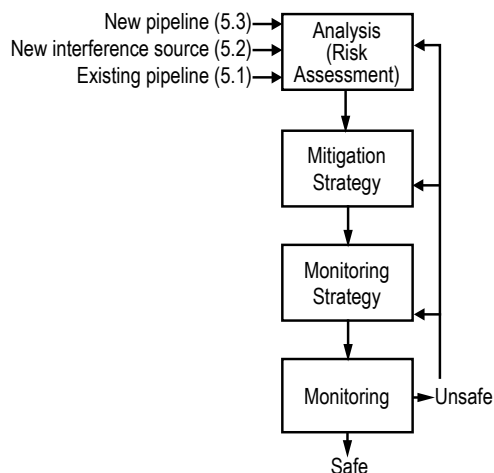 New pipeline (5.3)
New interference source (5.2)
Existing pipeline (5.1)
Analysis
(Risk
Assessment)
Mitigation
Strategy
Monitoring
Strategy
Monitoring
Unsafe
Safe